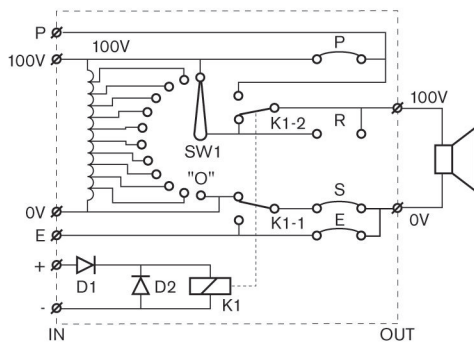 P
100V
100V
P
100V
K1-2
R
SW1
"O"
S
0V
K1-1
0V
E
E
+
D1
D2
K1
-
IN
OUT